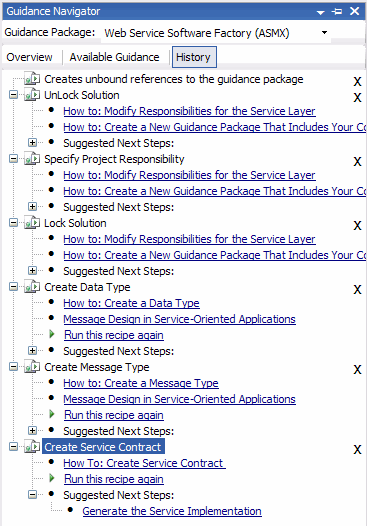 Guidance Navigator
Guidance Package: Web Service Software Factory (ASMX)
Overview Available Guidance History
Creates unbound references to the guidance package X
UnLock Solution X
How to: Modify Responsibilities for the Service Layer
How to: Create a New Guidance Package That Includes Your Co
Suggested Next Steps:
Specify Project Responsibility X
How to: Modify Responsibilities for the Service Layer
How to: Create a New Guidance Package That Includes Your Co
Suggested Next Steps:
Lock Solution X
How to: Modify Responsibilities for the Service Layer
How to: Create a New Guidance Package That Includes Your Co
Suggested Next Steps:
Create Data Type X
How to: Create a Data Type
Message Design in Service-Oriented Applications
Run this recipe again
Suggested Next Steps:
Create Message Type X
How to: Create a Message Type
Message Design in Service-Oriented Applications
Run this recipe again
Suggested Next Steps:
Create Service Contract X
How To: Create Service Contract
Run this recipe again
Suggested Next Steps:
Generate the Service Implementation